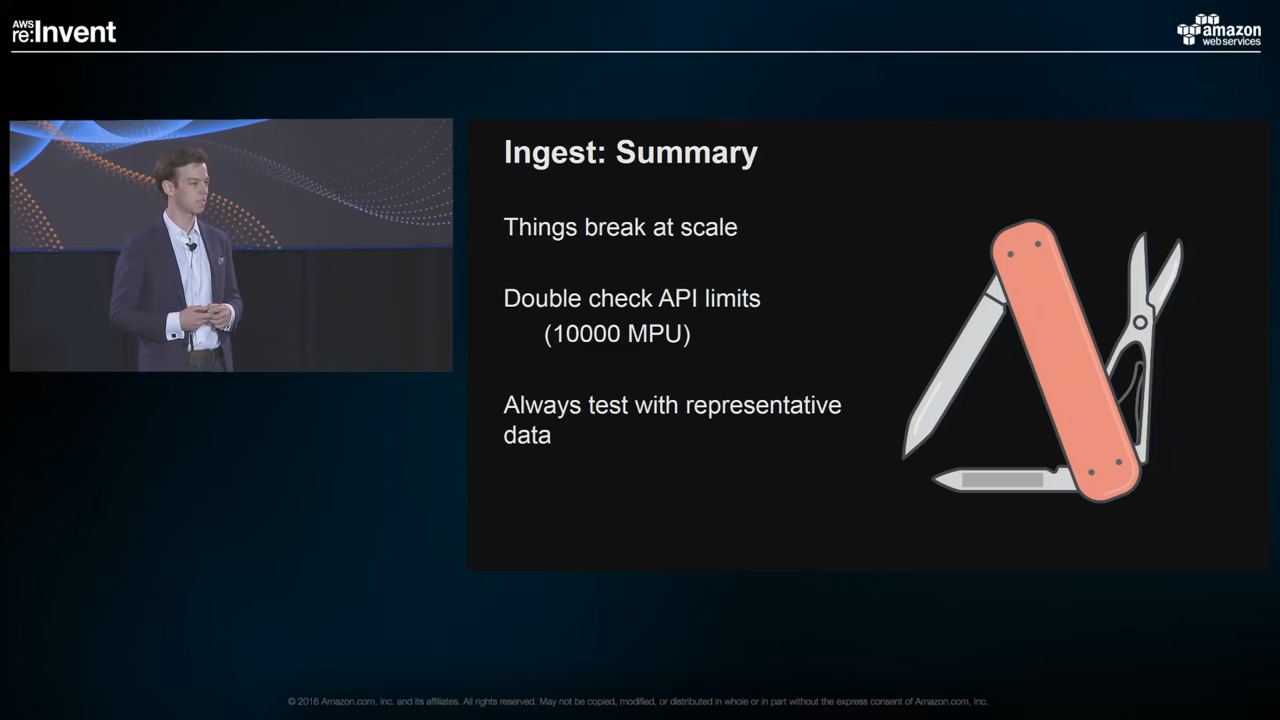 AWS
re:Invent
amazon
web services
Ingest: Summary
Things break at scale
Double check API limits
(10000 MPU)
Always test with representative
data
© 2016 Amazon.com, Inc. and its affiliates. All rights reserved. May not be copied, modified, or distributed in whole or in part without the express consent of Amazon.com, Inc.